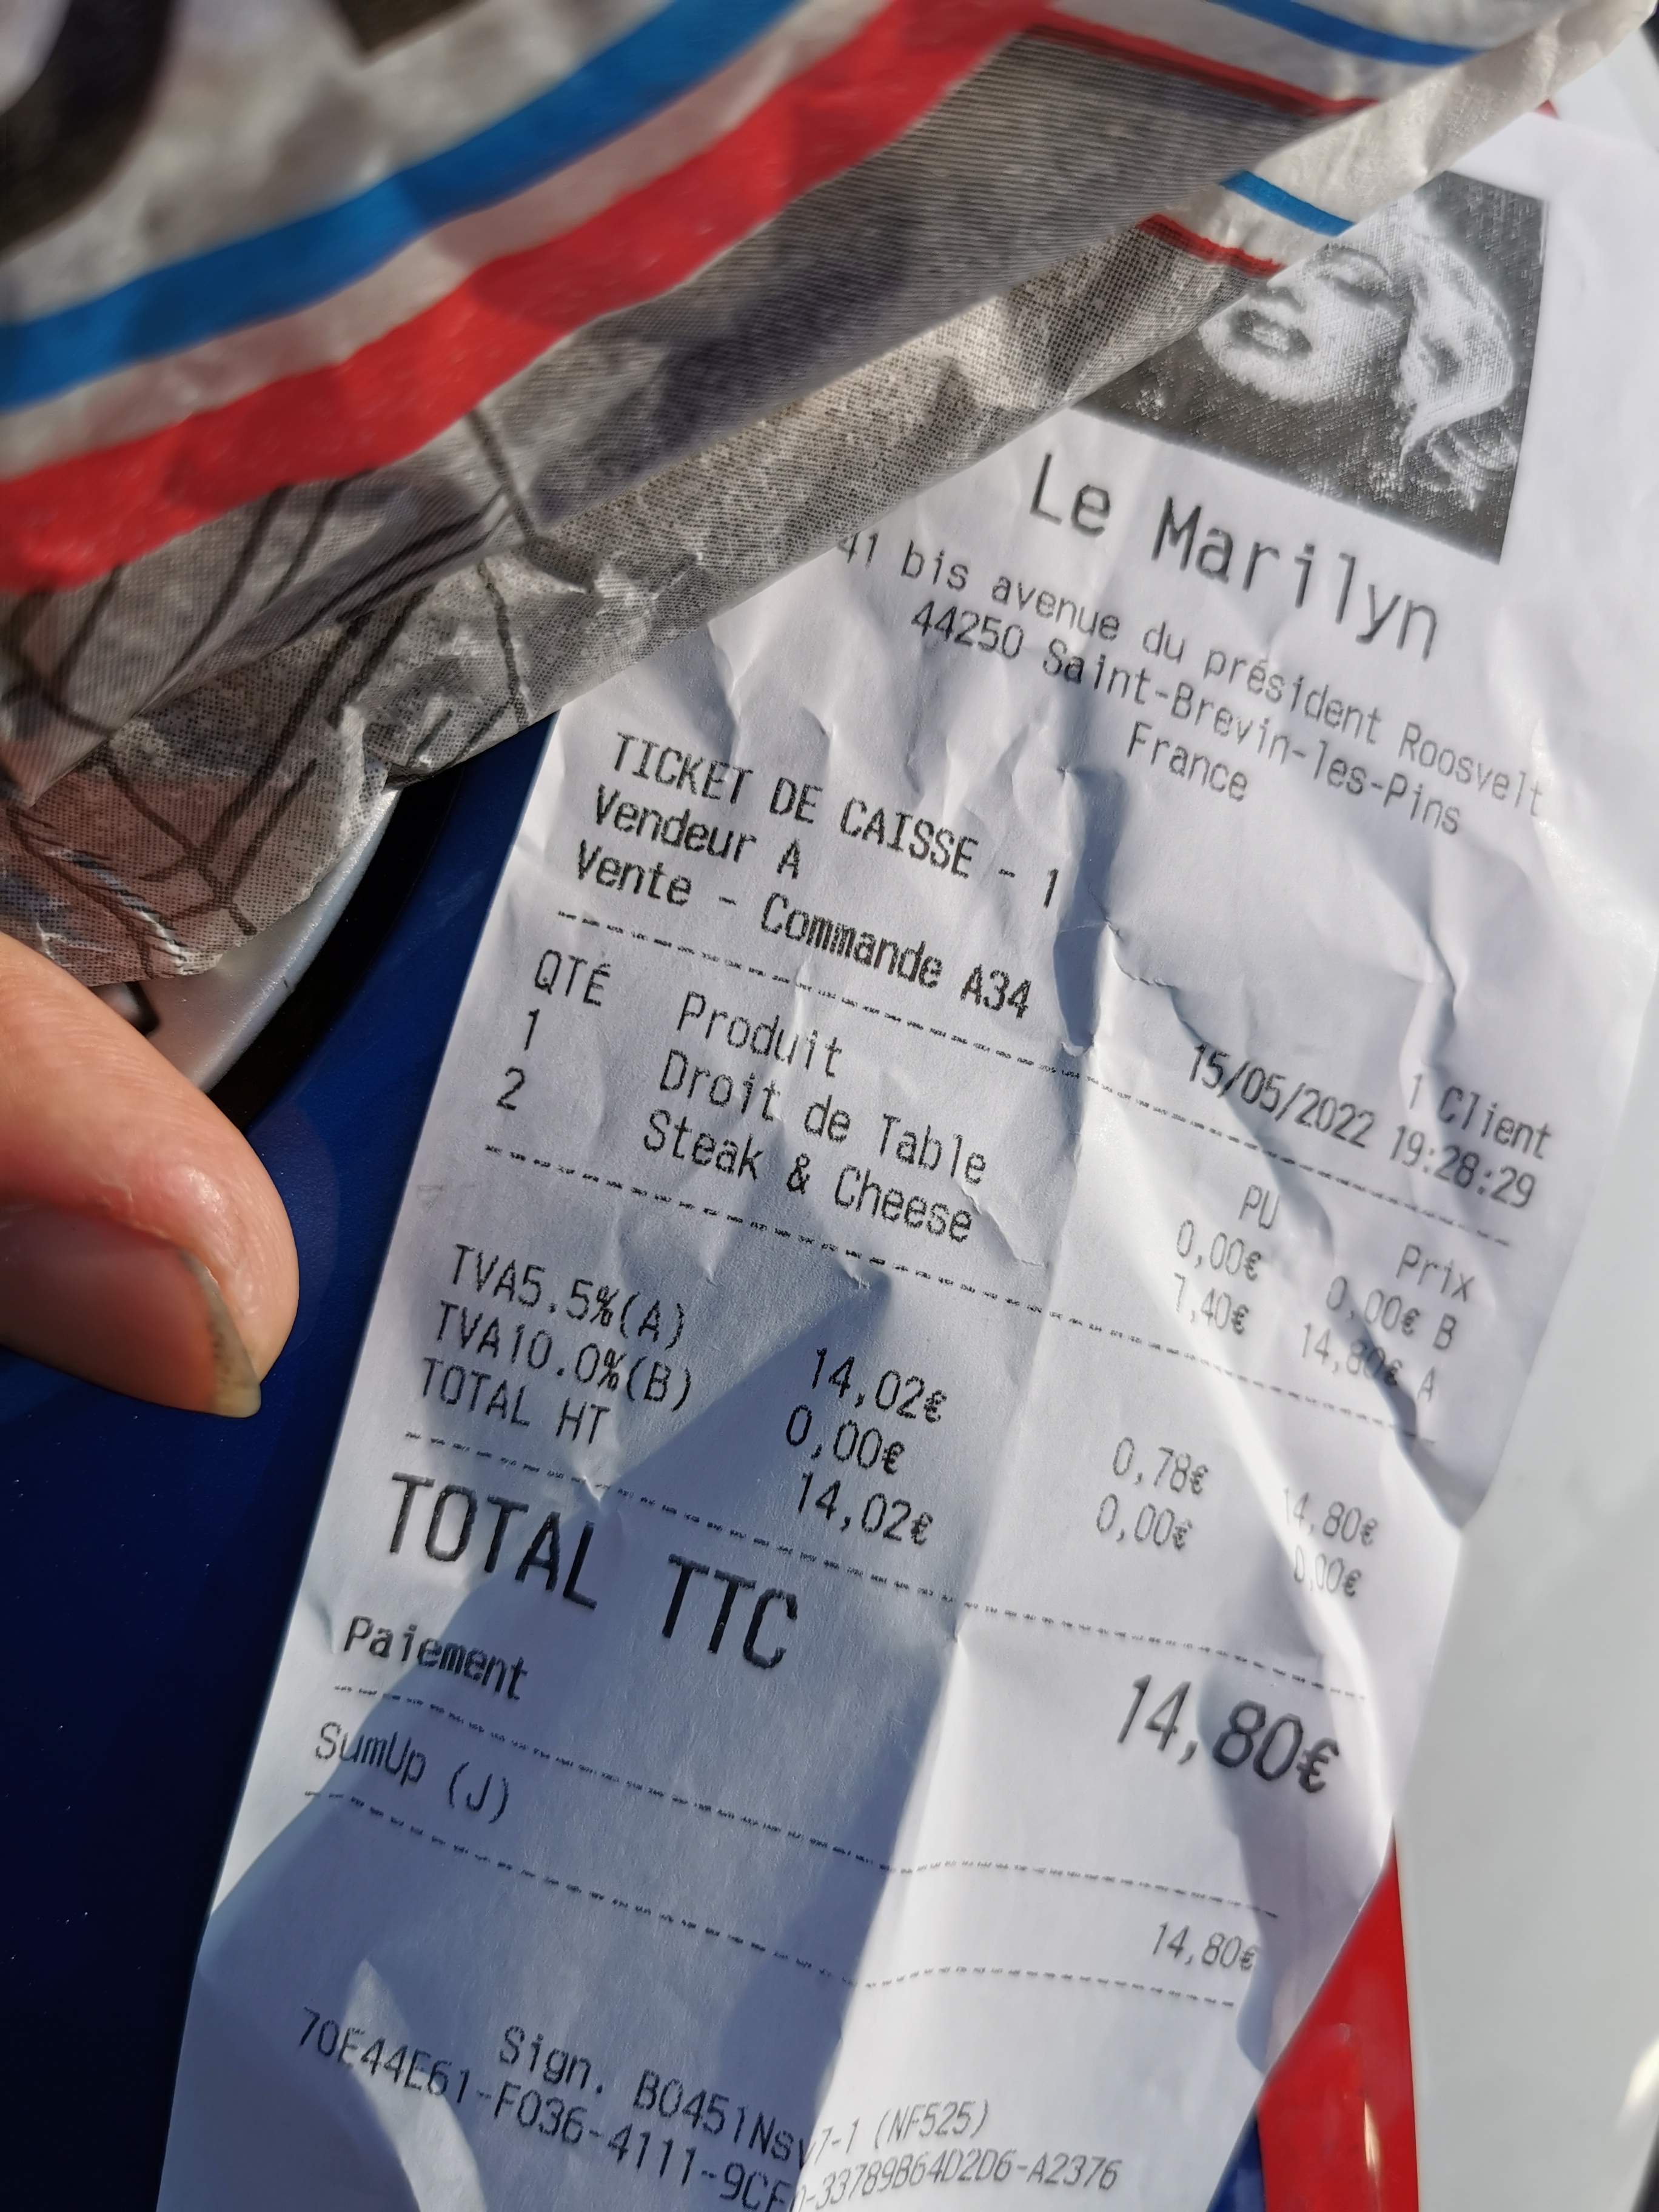 Le Marilyn
41 bis avenue du président Roosvelt
44250 Saint-Brevin-les-Pins
France
TICKET DE CAISSE - 1
Vendeur A 1 Client
Vente - Commande A34 15/05/2022 19:28:29
QTÉ Produit PU Prix
1 Droit de Table 0,00€ 0,00€ B
2 Steak & Cheese 7,40€ 14,80€ A
TVA5.5%(A) 14,02€ 0,78€ 14,80€
TVA10.0%(B) 0,00€ 0,00€ 0,00€
TOTAL HT 14,02€
TOTAL TTC 14,80€
Paiement
SumUp (J) 14,80€
Sign. B0451Nsv7-1 (NF525)